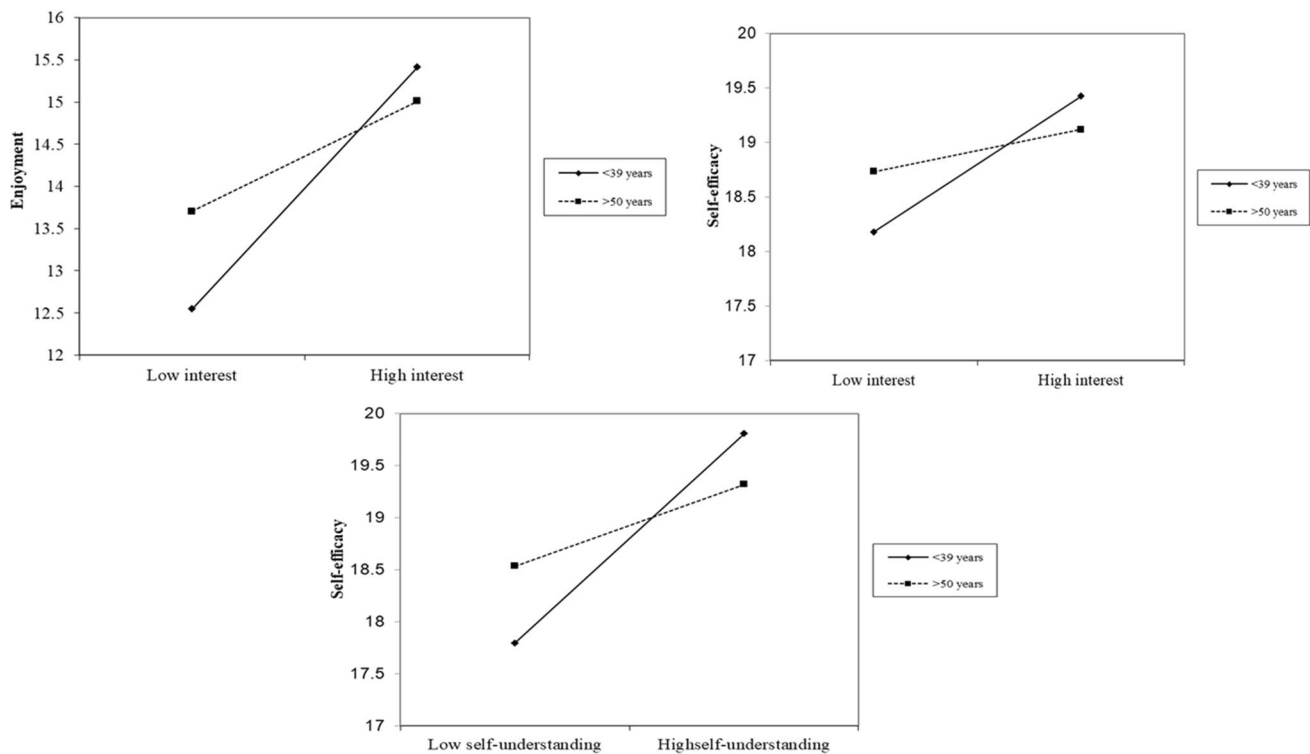 16
15.5
15
14.5
14
13.5
13
12.5
12
Enjoyment
Low interest High interest
<39 years
>50 years
20
19.5
19
18.5
18
17.5
17
Self-efficacy
Low interest High interest
<39 years
>50 years
20
19.5
19
18.5
18
17.5
17
Self-efficacy
Low self-understanding Highself-understanding
<39 years
>50 years